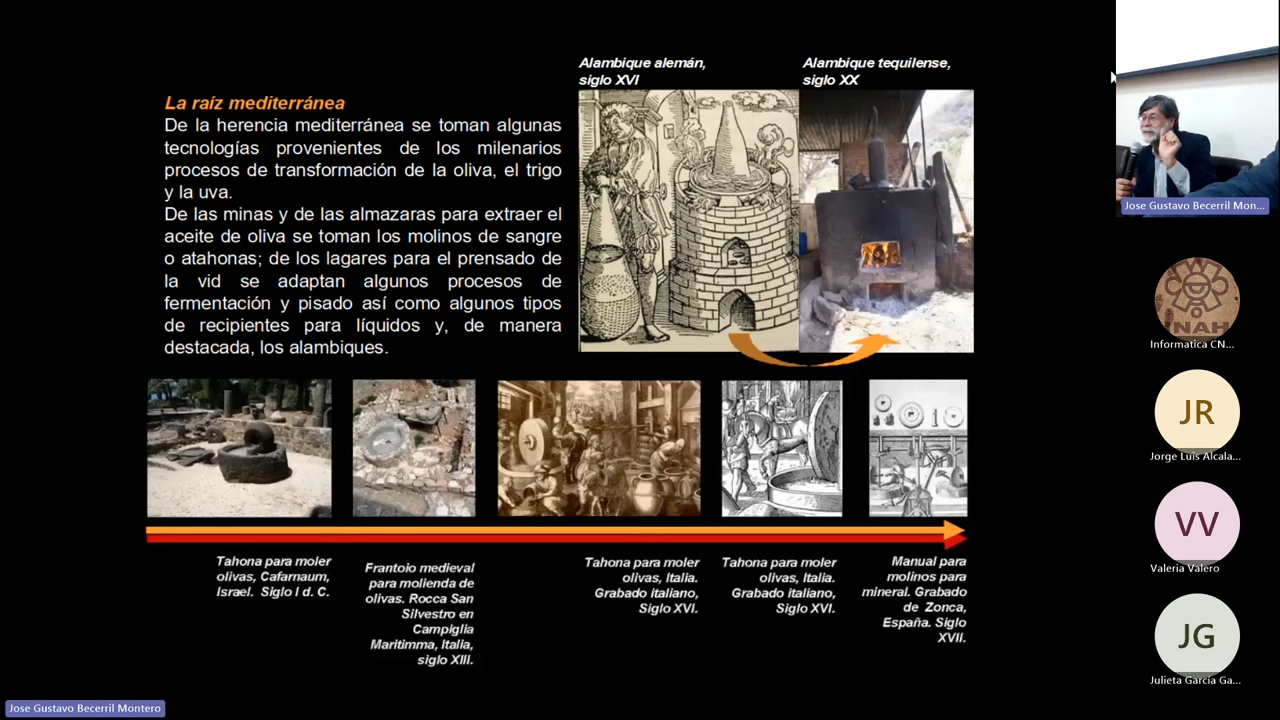 Alambique alemán,
siglo XVI
Alambique tequilense,
siglo XX
La raíz mediterránea
De la herencia mediterránea se toman algunas
tecnologías provenientes de los milenarios
procesos de transformación de la oliva, el trigo
y la uva.
De las minas y de las almazaras para extraer el
aceite de oliva se toman los molinos de sangre
o atahonas; de los lagares para el prensado de
la vid se adaptan algunos procesos de
fermentación y pisado así como algunos tipos
de recipientes para líquidos y, de manera
destacada, los alambiques.
Tahona para moler
olivas, Cafarnaum,
Israel. Siglo I d. C.
Frantoio medieval
para molienda de
olivas. Rocca San
Silvestro en
Campiglia
Maritimma, Italia,
siglo XIII.
Tahona para moler
olivas, Italia.
Grabado italiano,
Siglo XVI.
Tahona para moler
olivas, Italia.
Grabado italiano,
Siglo XVI.
Manual para
molinos para
mineral. Grabado
de Zonca,
España. Siglo
XVII.
Jose Gustavo Becerril Mon...
INAH
Informatica CN...
JR
Jorge Luís Alcala...
VV
Valeria Valero
JG
Julieta García Ga...
Jose Gustavo Becerril Montero